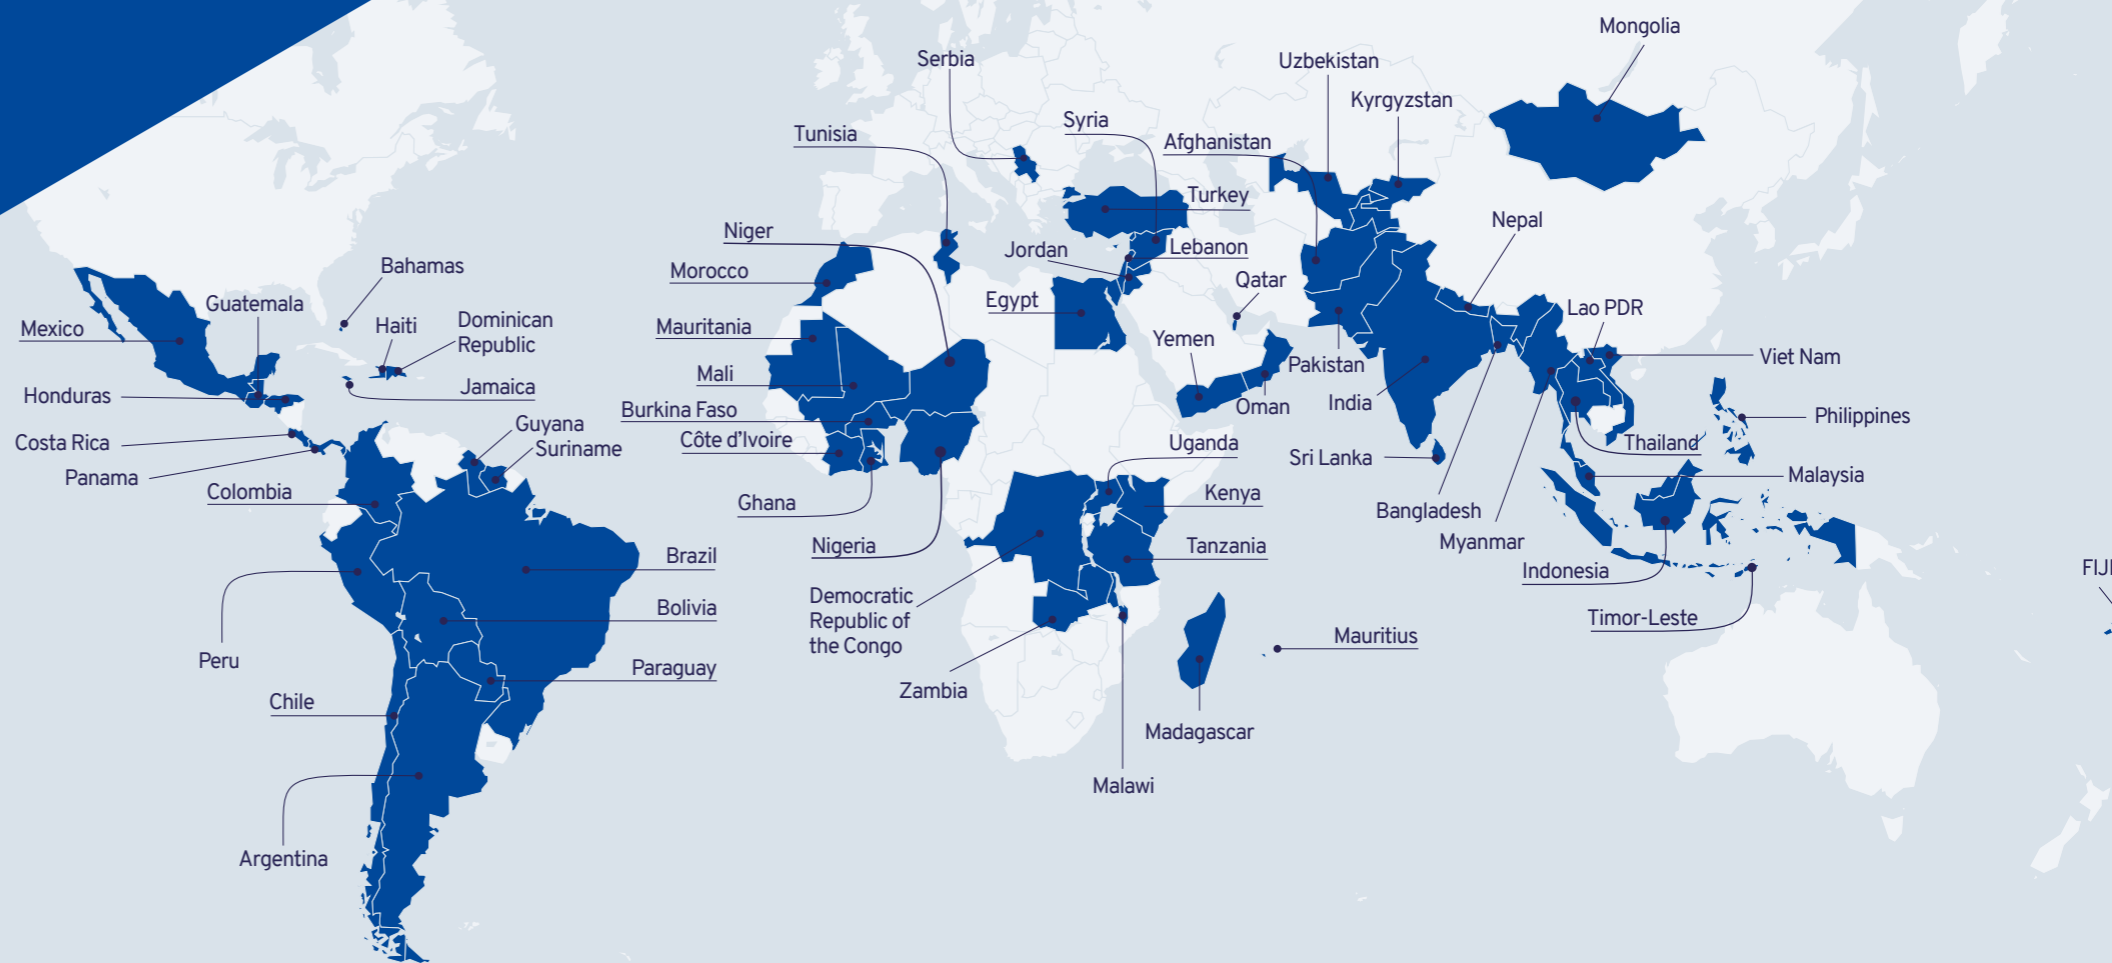 Mongolia
Serbia
Uzbekistan
Kyrgyzstan
Syria
Tunisia
Afghanistan
Turkey
Nepal
Niger
Jordan
Lebanon
Bahamas
Morocco
Qatar
Guatemala
Egypt
Lao PDR
Mexico
Haiti
Dominican
Republic
Mauritania
Yemen
Viet Nam
Pakistan
Mali
Honduras
Jamaica
Oman
India
Burkina Faso
Philippines
Guyana
Costa Rica
Côte d'Ivoire
Uganda
Thailand
Suriname
Sri Lanka
Panama
Malaysia
Colombia
Kenya
Ghana
Bangladesh
Nigeria
Tanzania
Myanmar
Brazil
Indonesia
FIJI
Democratic
Republic of
the Congo
Bolivia
Timor-Leste
Mauritius
Peru
Paraguay
Zambia
Chile
Madagascar
Malawi
Argentina